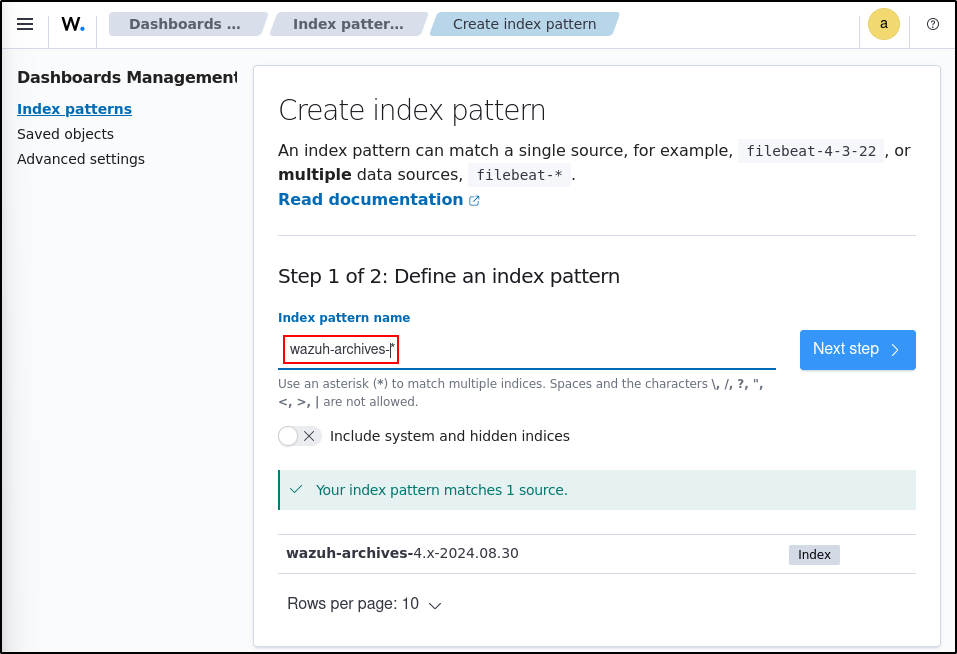 W.
Dashboards ...
Index patter...
Create index pattern
a
Dashboards Management
Index patterns
Saved objects
Advanced settings
Create index pattern
An index pattern can match a single source, for example, filebeat-4-3-22 , or
multiple data sources, filebeat-* .
Read documentation
Step 1 of 2: Define an index pattern
Index pattern name
wazuh-archives-*
Next step
Use an asterisk (*) to match multiple indices. Spaces and the characters \, /, ?, ",
<, >, | are not allowed.
Include system and hidden indices
Your index pattern matches 1 source.
wazuh-archives-4.x-2024.08.30
Index
Rows per page: 10